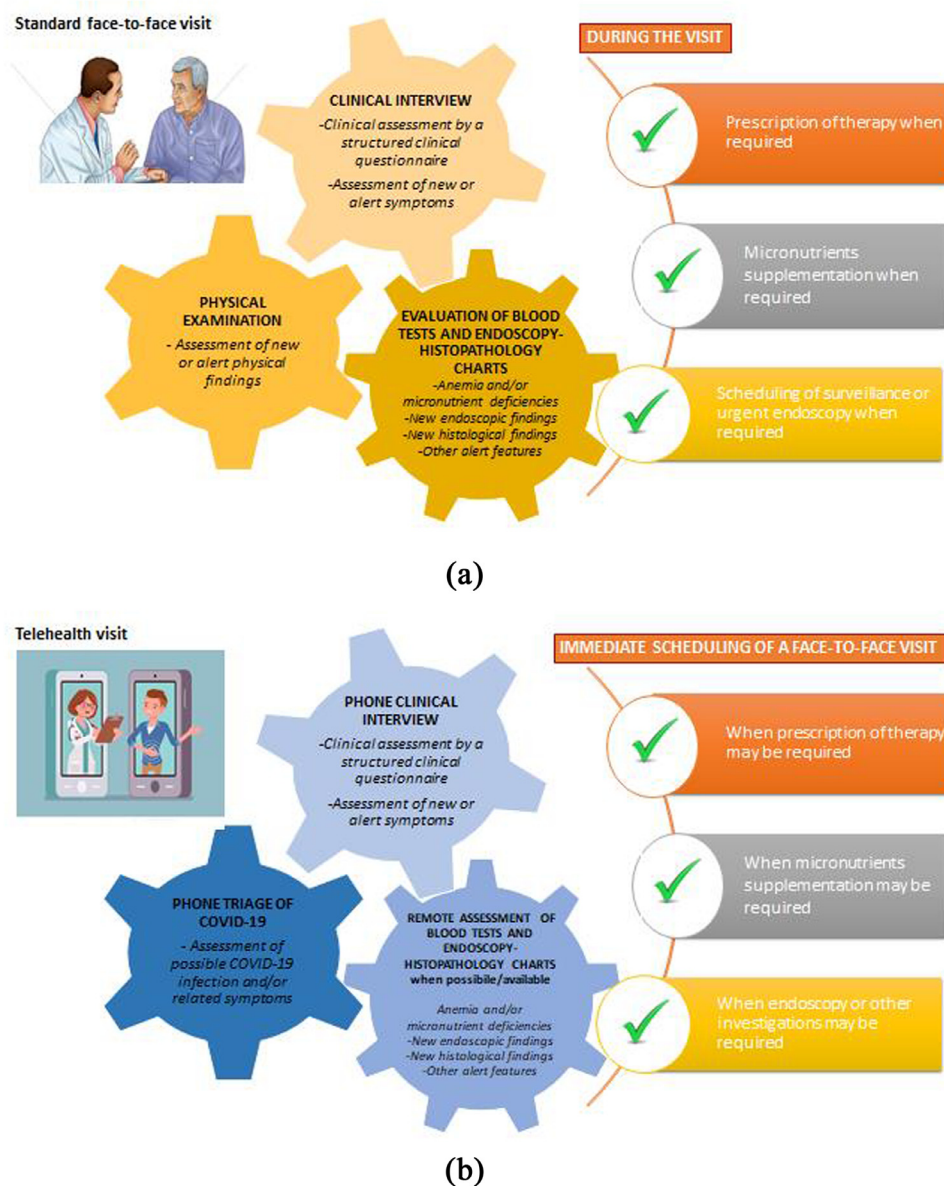 Standard face-to-face visit
CLINICAL INTERVIEW
-Clinical assessment by a
structured clinical
questionnaire
-Assessment of new or
alert symptoms
PHYSICAL
EXAMINATION
- Assessment of new
or alert physical
findings
EVALUATION OF BLOOD
TESTS AND ENDOSCOPY-
HISTOPATHOLOGY
CHARTS
-Anemia and/or
micronutrient deficiencies
-New endoscopic findings
-New histological findings
-Other alert features
DURING THE VISIT
Prescription of therapy when
required
Micronutrients
supplementation when
required
Scheduling of surveillance or
urgent endoscopy when
required
(a)
Telehealth visit
PHONE CLINICAL
INTERVIEW
-Clinical assessment by a
structured clinical
questionnaire
-Assessment of new or
alert symptoms
PHONE TRIAGE OF
COVID-19
- Assessment of
possible COVID-19
infection and/or
related symptoms
REMOTE ASSESSMENT OF
BLOOD TESTS AND
ENDOSCOPY-
HISTOPATHOLOGY CHARTS
when possibile/available
Anemia and/or
micronutrient deficiencies
-New endoscopic findings
-New histological findings
-Other alert features
IMMEDIATE SCHEDULING OF A FACE-TO-FACE VISIT
When prescription of therapy
may be required
When micronutrients
supplementation may be
required
When endoscopy or other
investigations may be
required
(b)